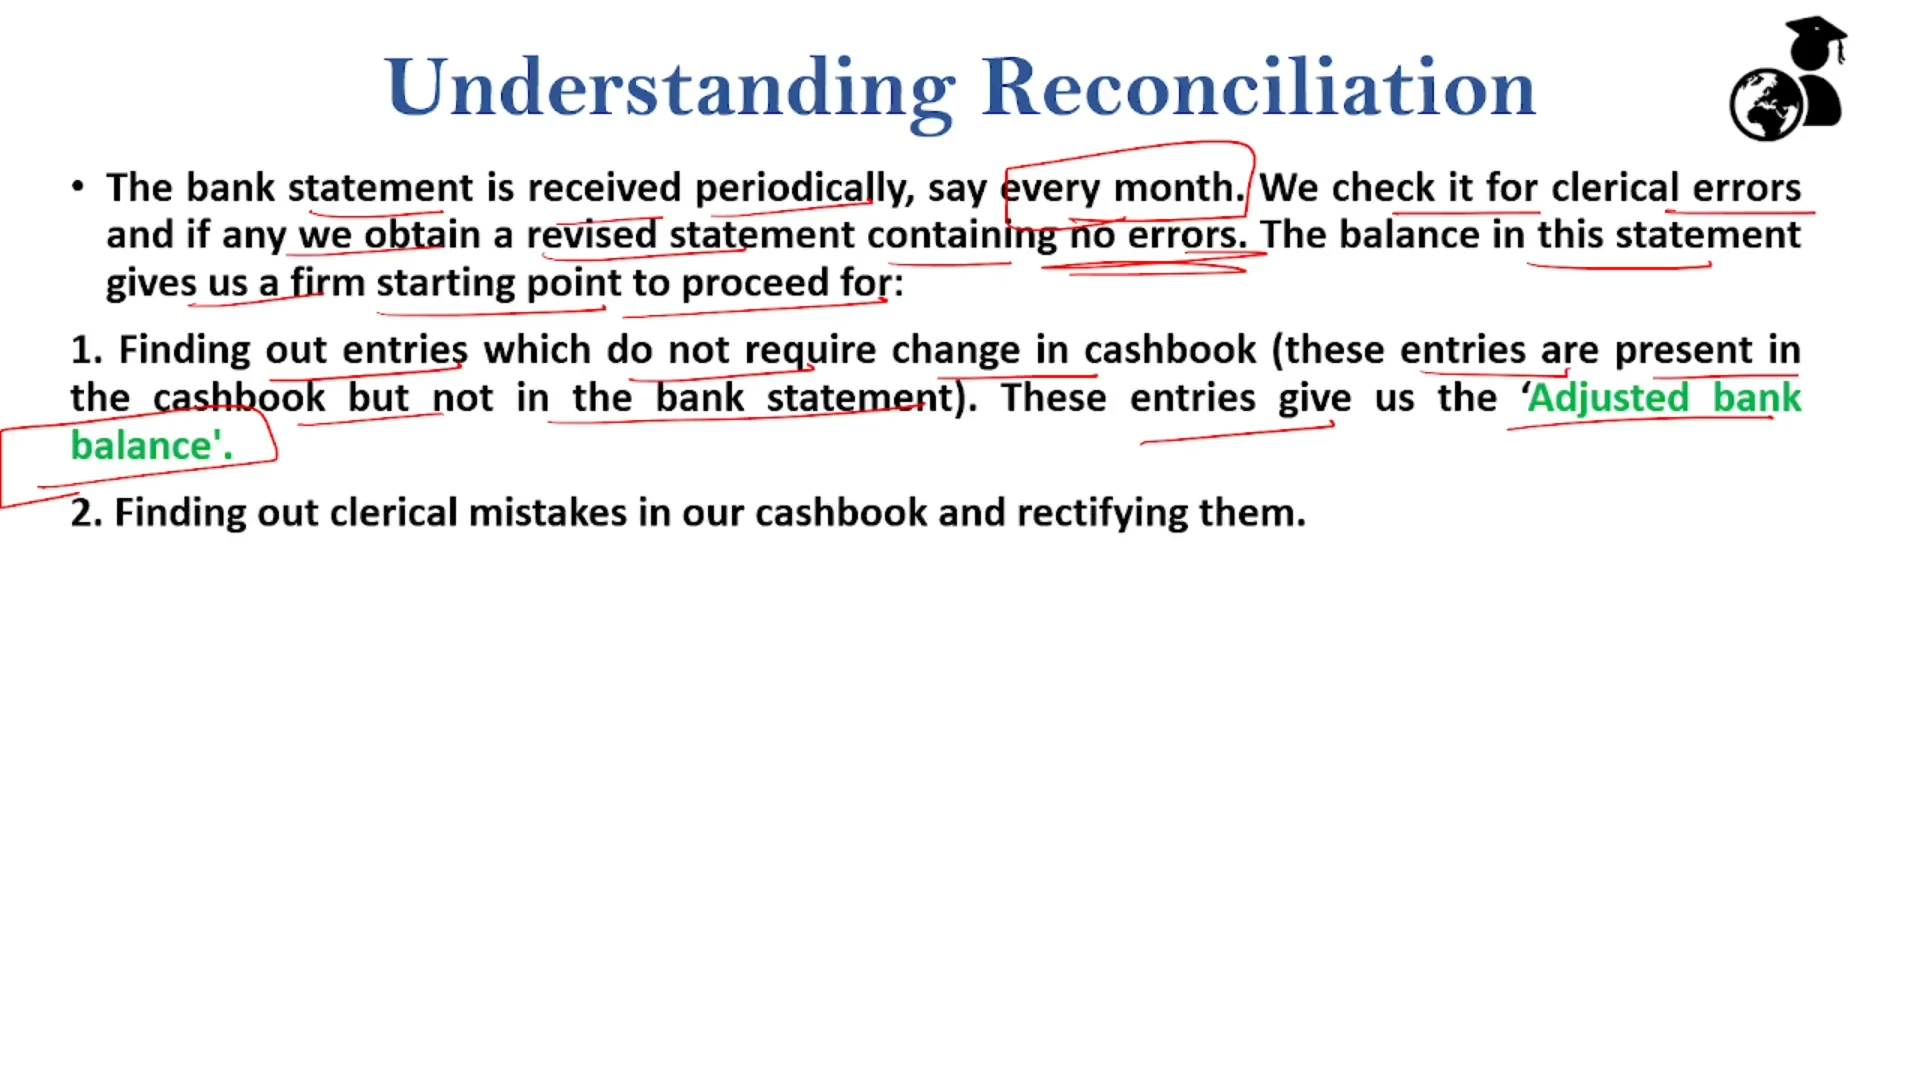 Understanding Reconciliation
• The bank statement is received periodically, say every month. We check it for clerical errors
and if any we obtain a revised statement containing no errors. The balance in this statement
gives us a firm starting point to proceed for:
1. Finding out entries which do not require change in cashbook (these entries are present in
the cashbook but not in the bank statement). These entries give us the ‘Adjusted bank
balance'.
2. Finding out clerical mistakes in our cashbook and rectifying them.